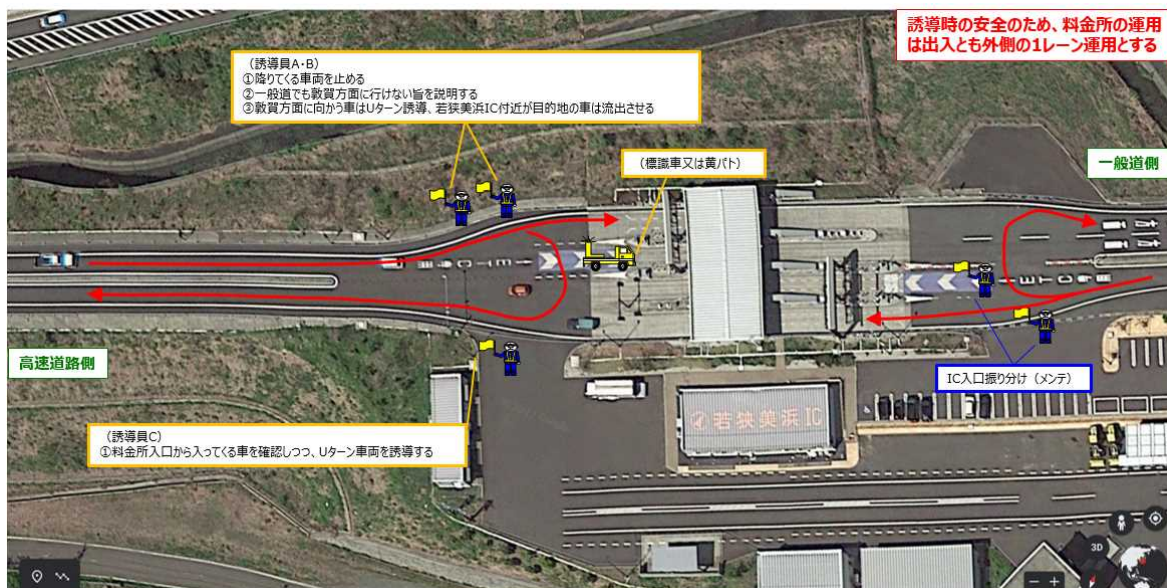 誘導時の安全のため、料金所の運用
は出入とも外側の1レーン運用とする
(誘導員A・B)
①降りてくる車両を止める
②一般道でも敦賀方面に行けない旨を説明する
③敦賀方面に向かう車はUターン誘導、若狭美浜IC付近が目的地の車は流出させる
(標識車又は黄パト)
一般道側
ETC
ETC
高速道路側
IC入口振り分け(メンテ)
若狭美浜IC
(誘導員C)
①料金所入口から入ってくる車を確認しつつ、Uターン車両を誘導する
3D